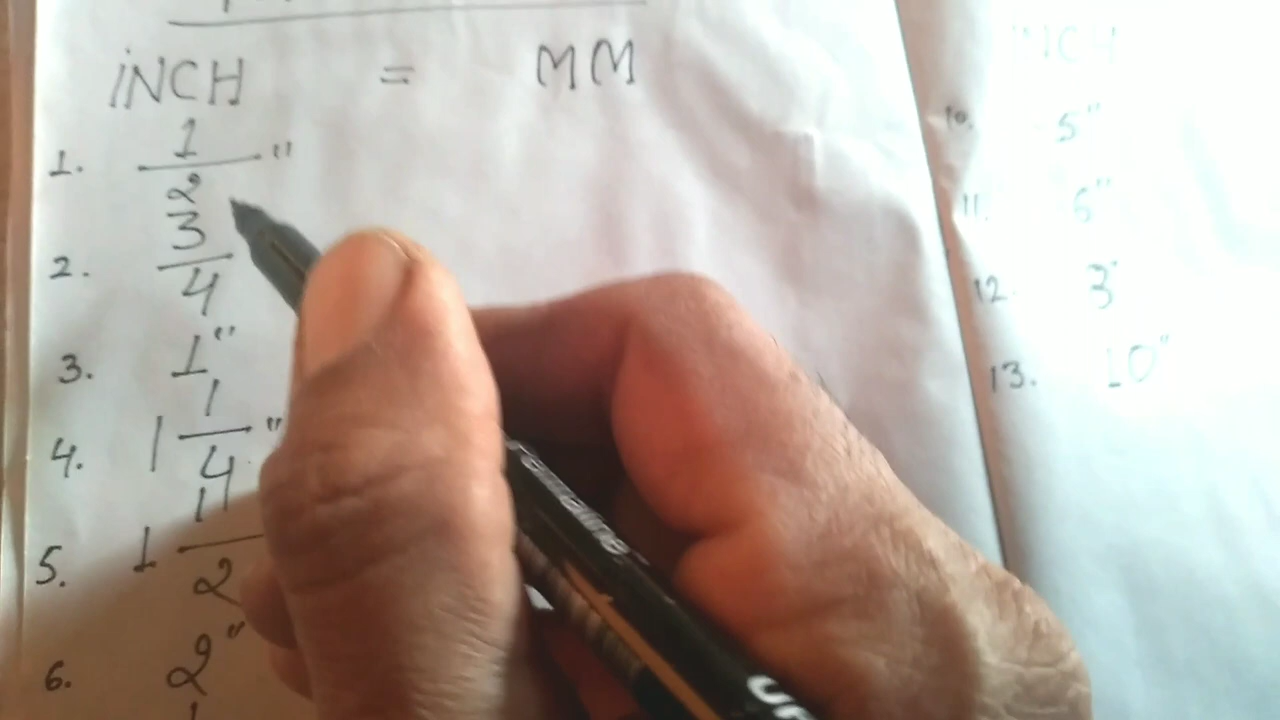 INCH = MM
1. 1/2"
2. 3/4
3. 1"
4. 1 1/4"
5. 1 1/2
6. 2"
INCH
10. 5"
11. 6"
12. 3"
13. 10"